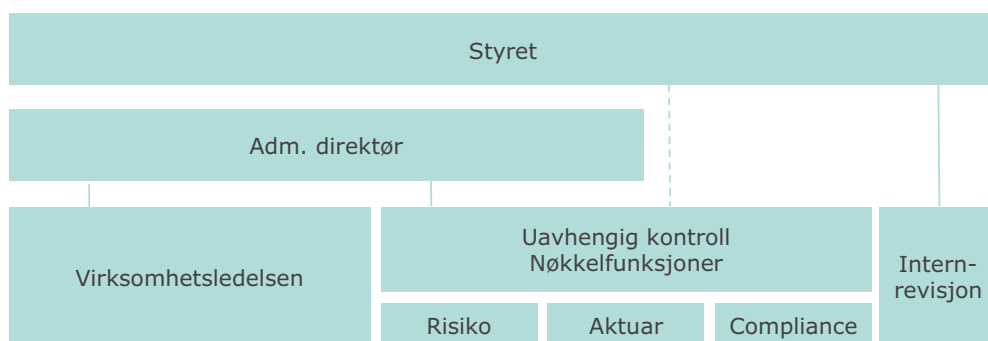 Styret
Adm. direktør
Virksomhetsledelsen
Uavhengig kontroll
Nøkkelfunksjoner
Risiko
Aktuar
Compliance
Intern-
revisjon